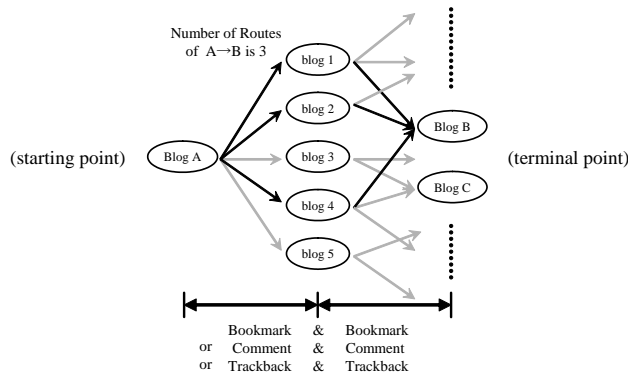 Number of Routes
of A→B is 3
blog 1
blog 2
Blog B
(starting point)
Blog A
blog 3
(terminal point)
Blog C
blog 4
blog 5
Bookmark & Bookmark
or Comment & Comment
or Trackback & Trackback